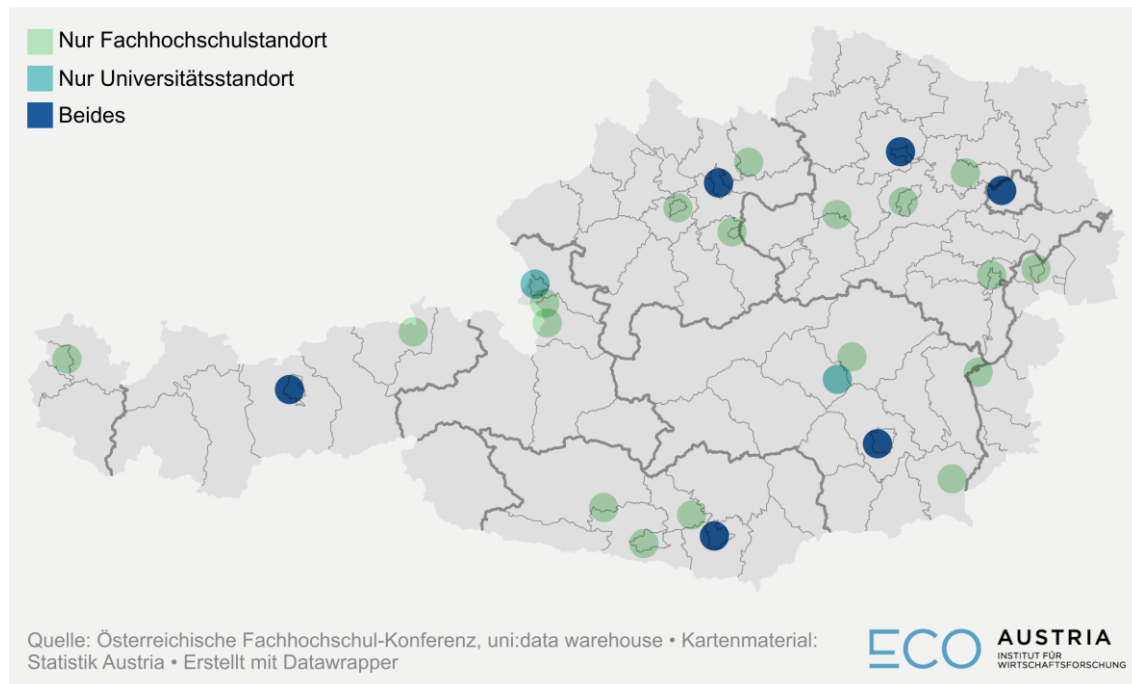 Nur Fachhochschulstandort
Nur Universitätsstandort
Beides
Quelle: Österreichische Fachhochschul-Konferenz, uni:data warehouse • Kartenmaterial:
Statistik Austria • Erstellt mit Datawrapper
ECO AUSTRIA
INSTITUT FÜR
WIRTSCHAFTSFORSCHUNG